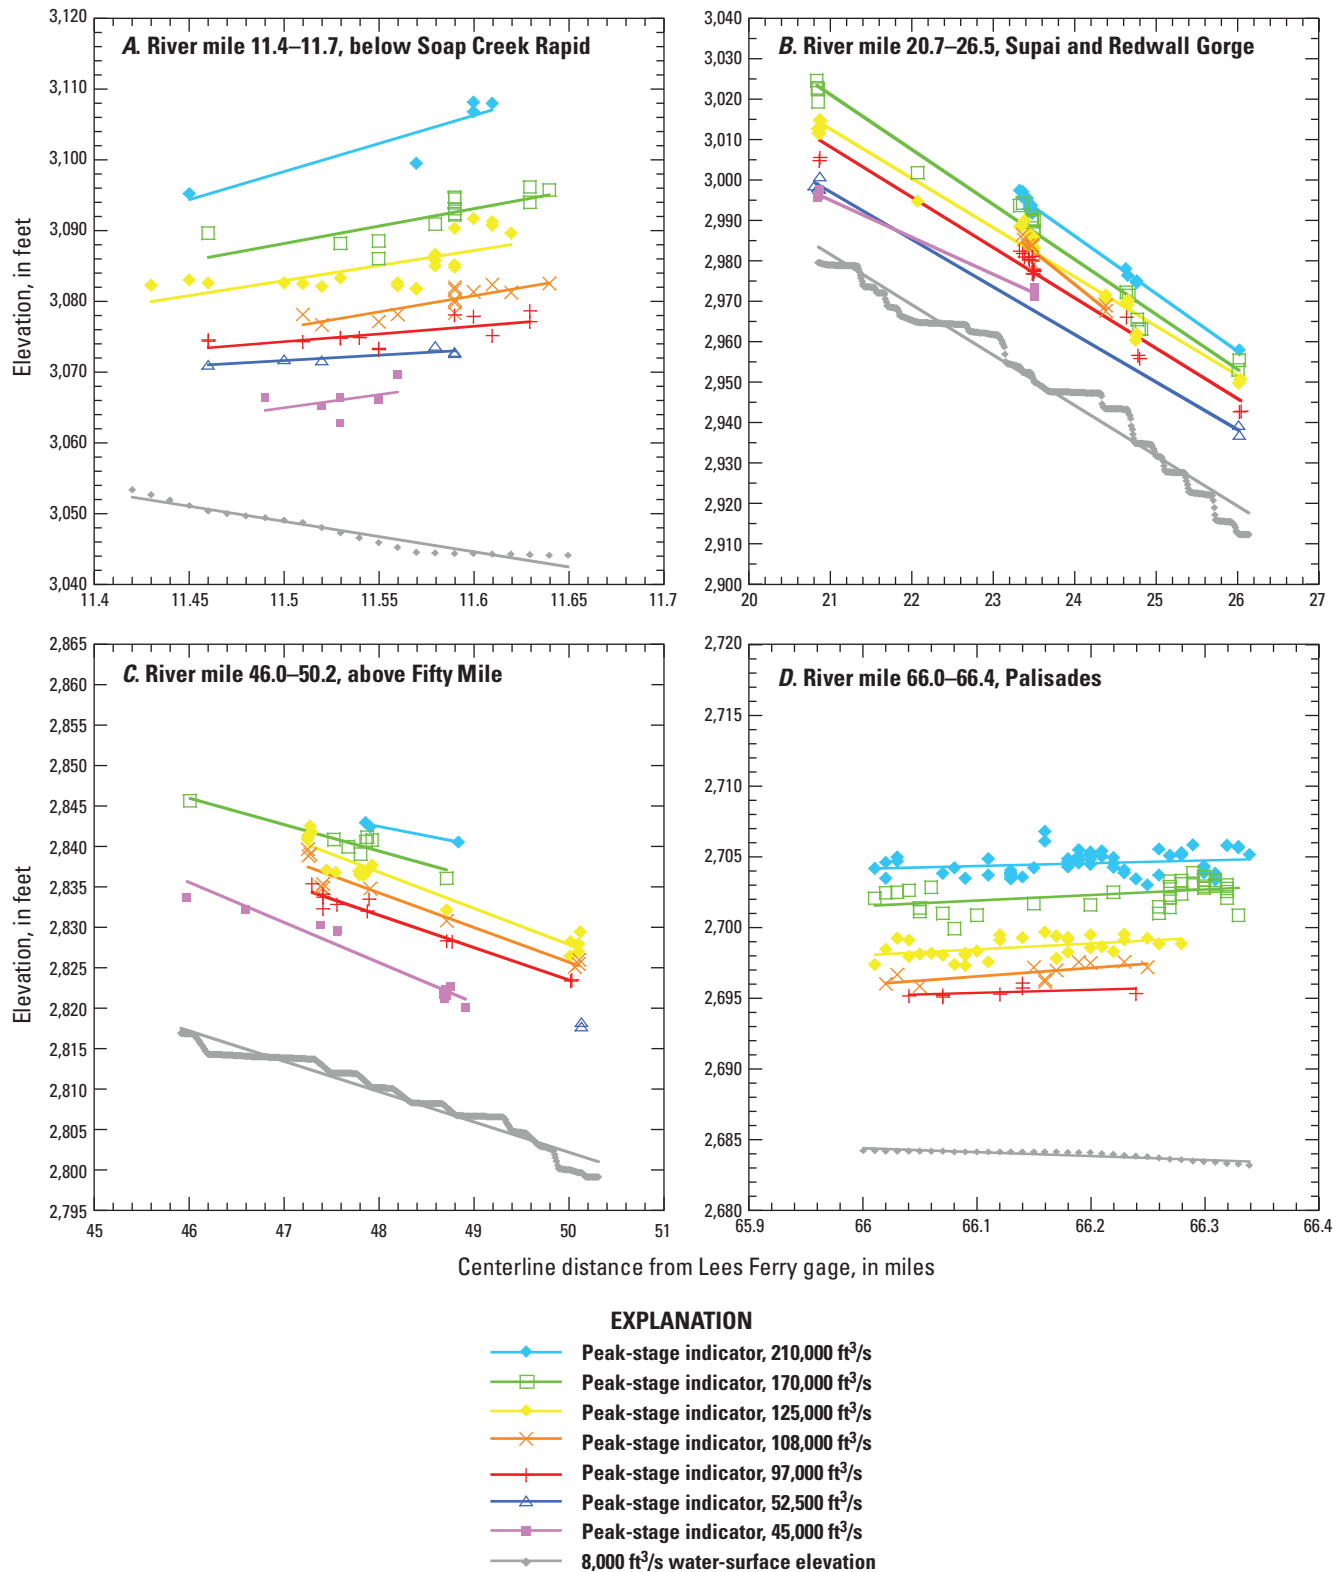 A. River mile 11.4–11.7, below Soap Creek Rapid
3,120
3,110
3,100
3,090
3,080
3,070
3,060
3,050
3,040
Elevation, in feet
11.4 11.45 11.5 11.55 11.6 11.65 11.7
B. River mile 20.7–26.5, Supai and Redwall Gorge
3,040
3,030
3,020
3,010
3,000
2,990
2,980
2,970
2,960
2,950
2,940
2,930
2,920
2,910
2,900
20 21 22 23 24 25 26 27
C. River mile 46.0–50.2, above Fifty Mile
2,865
2,860
2,855
2,850
2,845
2,840
2,835
2,830
2,825
2,820
2,815
2,810
2,805
2,800
2,795
Elevation, in feet
45 46 47 48 49 50 51
D. River mile 66.0–66.4, Palisades
2,720
2,715
2,710
2,705
2,700
2,695
2,690
2,685
2,680
65.9 66 66.1 66.2 66.3 66.4
Centerline distance from Lees Ferry gage, in miles
EXPLANATION
Peak-stage indicator, 210,000 ft³/s
Peak-stage indicator, 170,000 ft³/s
Peak-stage indicator, 125,000 ft³/s
Peak-stage indicator, 108,000 ft³/s
Peak-stage indicator, 97,000 ft³/s
Peak-stage indicator, 52,500 ft³/s
Peak-stage indicator, 45,000 ft³/s
8,000 ft³/s water-surface elevation